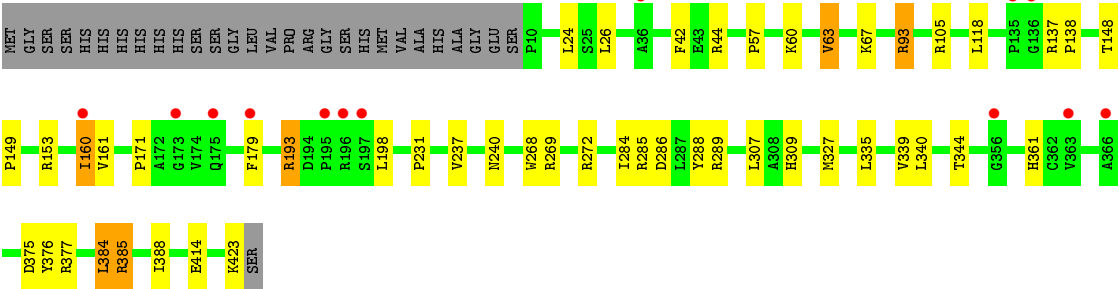 MET GLY SER SER HIS HIS HIS HIS HIS HIS SER SER GLY LEU VAL PRO ARG GLY SER HIS MET VAL ALA HIS ALA GLY GLU SER P10 L24 S25 L26 A36 F42 E43 R44 P57 K60 V63 K67 R93 R105 L118 P135 G136 R137 P138 T148
P149 R153 I160 V161 P171 A172 G173 V174 Q175 F179 R193 D194 P195 R196 S197 L198 P231 V237 N240 W268 R269 R272 I284 R285 D286 L287 Y288 R289 L307 A308 H309 M327 L335 V339 L340 T344 G356 H361 C362 V363 A366
D375 Y376 R377 L384 R385 I388 E414 K423 SER